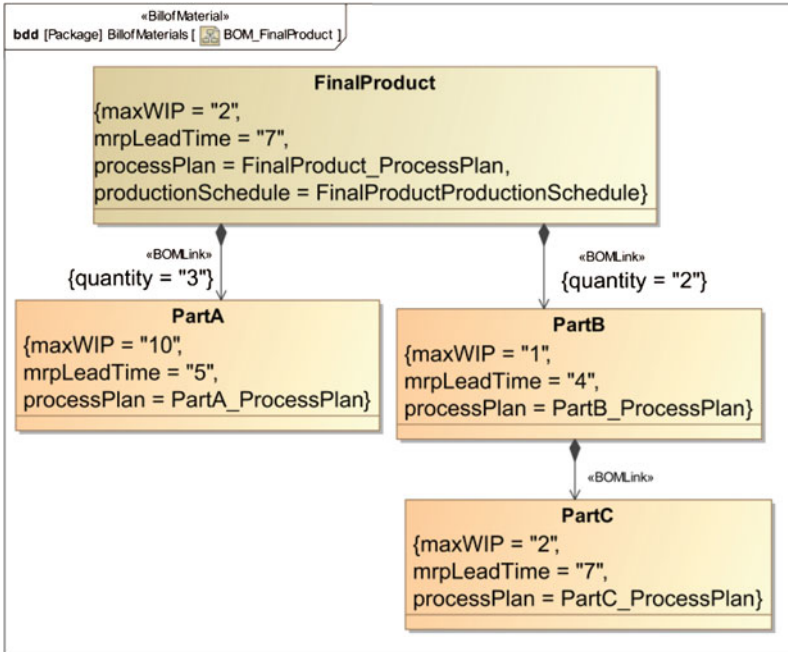 «BillofMaterial»
bdd [Package] BillofMaterials [ BOM_FinalProduct ]
FinalProduct
{maxWIP = "2",
mrpLeadTime = "7",
processPlan = FinalProduct_ProcessPlan,
productionSchedule = FinalProductProductionSchedule}
«BOMLink»
{quantity = "3"}
«BOMLink»
{quantity = "2"}
PartA
{maxWIP = "10",
mrpLeadTime = "5",
processPlan = PartA_ProcessPlan}
PartB
{maxWIP = "1",
mrpLeadTime = "4",
processPlan = PartB_ProcessPlan}
«BOMLink»
PartC
{maxWIP = "2",
mrpLeadTime = "7",
processPlan = PartC_ProcessPlan}